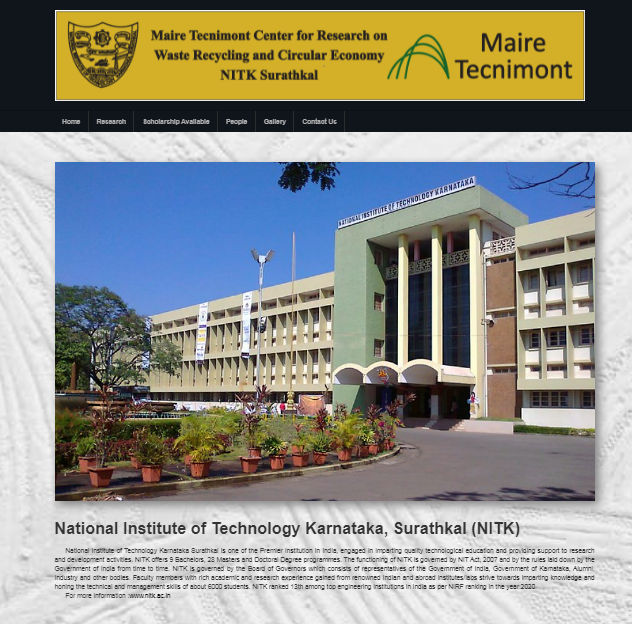 Maire Tecnimont Center for Research on
Waste Recycling and Circular Economy
NITK Surathkal
Maire
Tecnimont
Home
Research
Scholarship Available
People
Gallery
Contact Us
NATIONAL INSTITUTE OF TECHNOLOGY KARNATAKA
National Institute of Technology Karnataka, Surathkal (NITK)
National Institute of Technology Karnataka Surathkal is one of the Premier Institution in India, engaged in imparting quality technological education and providing support to research
and development activities. NITK offers 9 Bachelors, 28 Masters and Doctoral Degree programmes. The functioning of NITK is governed by NIT Act, 2007 and by the rules laid down by the
Government of India from time to time. NITK is governed by the Board of Governors which consists of representatives of the Government of India, Government of Karnataka, Alumni,
Industry and other bodies. Faculty members with rich academic and research experience gained from renowned Indian and abroad institutes/labs strive towards imparting knowledge and
honing the technical and management skills of about 6000 students. NITK ranked 13th among top engineering institutions in India as per NIRF ranking in the year 2020.
For more information :www.nitk.ac.in